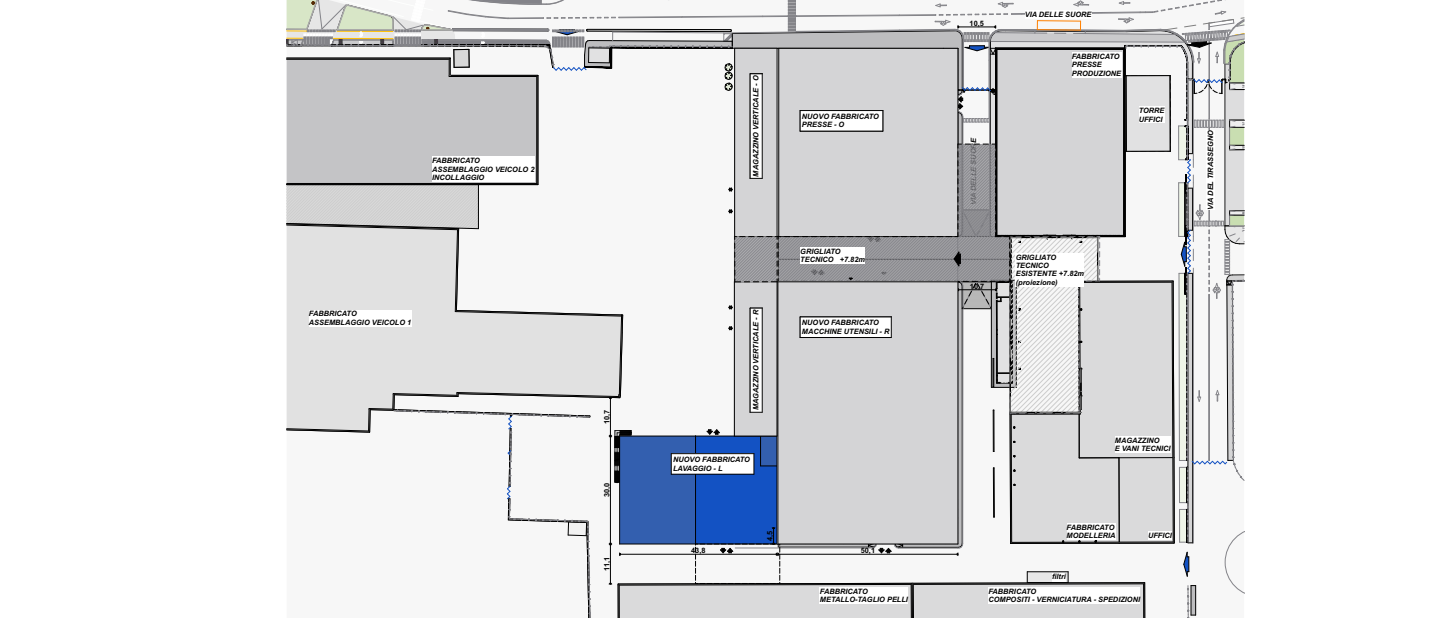 VIA DELLE SUORE
10,5
FABBRICATO
PRESSE
PRODUZIONE
MAGAZZINO VERTICALE - O
NUOVO FABBRICATO
PRESSE - O
TORRE
UFFICI
VIA DELLE SUORE
VIA DEL TIRASSEGNO
FABBRICATO
ASSEMBLAGGIO VEICOLO 2
INCOLLAGGIO
GRIGLIATO
TECNICO +7.82m
GRIGLIATO
TECNICO
ESISTENTE +7.82m
(proiezione)
10,7
FABBRICATO
ASSEMBLAGGIO VEICOLO 1
MAGAZZINO VERTICALE - R
NUOVO FABBRICATO
MACCHINE UTENSILI - R
10,7
MAGAZZINO
E VANI TECNICI
NUOVO FABBRICATO
LAVAGGIO - L
30,0
4,5
FABBRICATO
MODELLERIA
UFFICI
43,8
50,1
11,1
filtri
FABBRICATO
METALLO-TAGLIO PELLI
FABBRICATO
COMPOSITI - VERNICIATURA - SPEDIZIONI